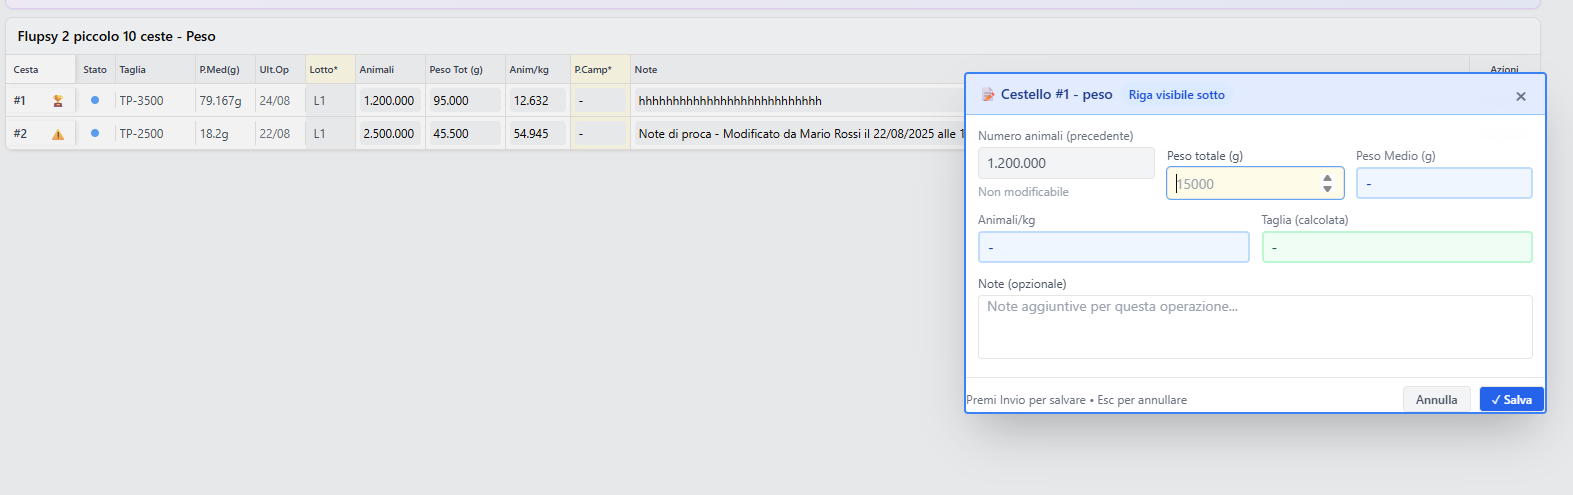 Flupsy 2 piccolo 10 ceste - Peso
Cesta Stato Taglia P.Med(g) Ult.Op Lotto* Animali Peso Tot (g) Anim/kg P.Camp* Note Azioni
#1 TP-3500 79.167g 24/08 L1 1.200.000 95.000 12.632 - hhhhhhhhhhhhhhhhhhhhhhhhhhh
#2 TP-2500 18.2g 22/08 L1 2.500.000 45.500 54.945 - Note di proca - Modificato da Mario Rossi il 22/08/2025 alle 1
Cestello #1 - peso Riga visibile sotto ×
Numero animali (precedente)
1.200.000
Non modificabile
Peso totale (g)
15000
Peso Medio (g)
-
Animali/kg
-
Taglia (calcolata)
-
Note (opzionale)
Note aggiuntive per questa operazione...
Premi Invio per salvare • Esc per annullare
Annulla
✓ Salva